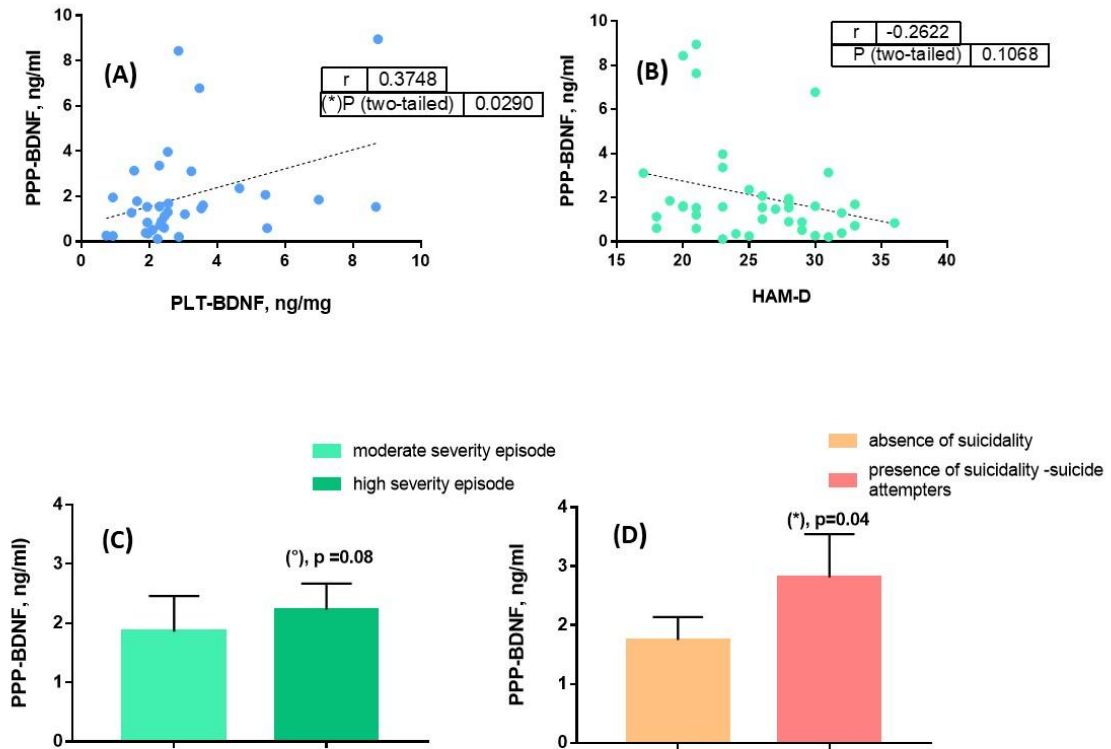 (A)
PPP-BDNF, ng/ml
10
8
6
4
2
0
r 0.3748
(*)P (two-tailed) 0.0290
0 2 4 6 8 10
PLT-BDNF, ng/mg
(B)
PPP-BDNF, ng/ml
10
8
6
4
2
0
r -0.2622
P (two-tailed) 0.1068
15 20 25 30 35 40
HAM-D
moderate severity episode
high severity episode
(C)
PPP-BDNF, ng/ml)
4
3
2
1
0
(°), p =0.08
absence of suicidality
presence of suicidality -suicide
attempters
(D)
PPP-BDNF, ng/ml
4
3
2
1
0
(*), p=0.04